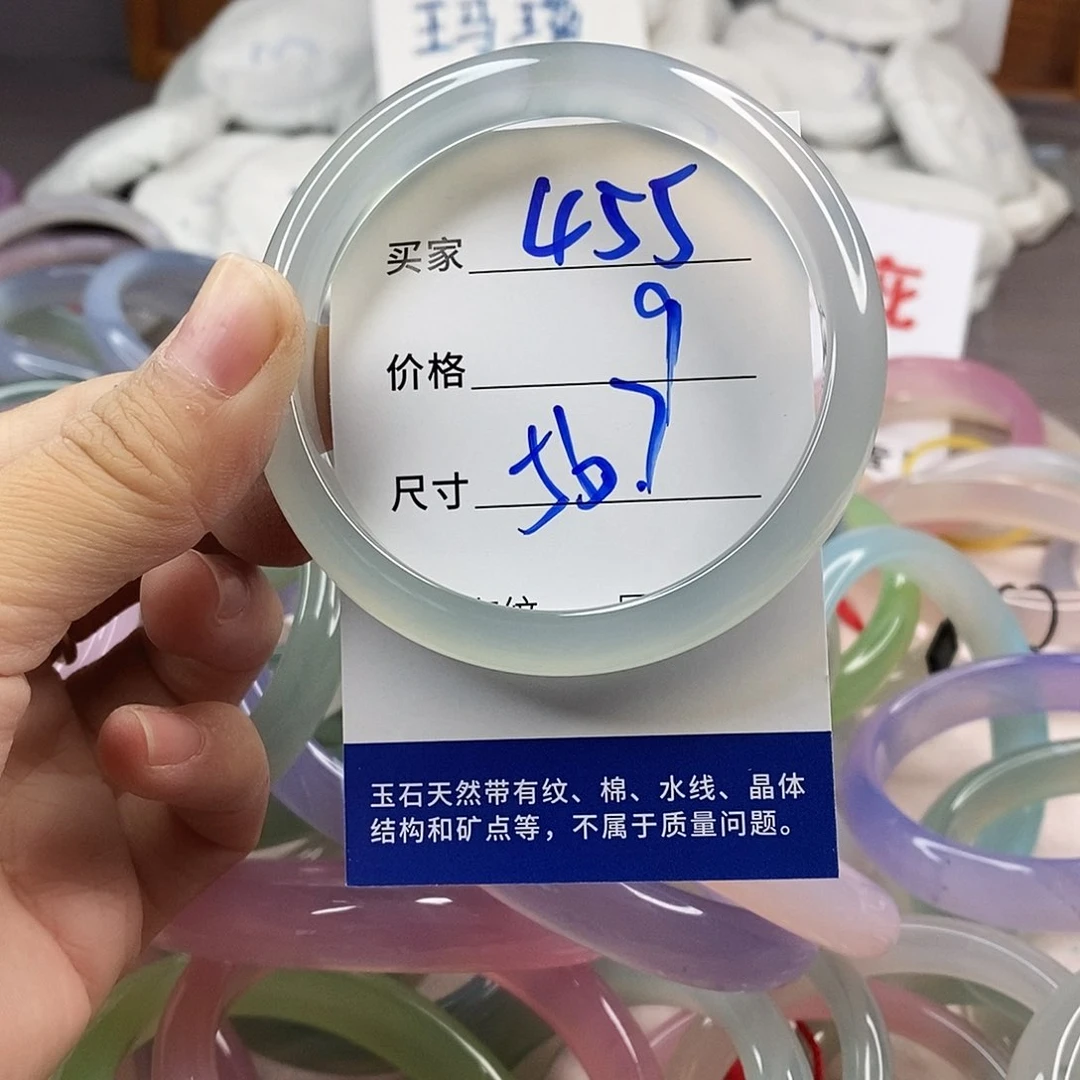 玛瑙
买家 455
价格 9
尺寸 56.7
玉石天然带有纹、棉、水线、晶体
结构和矿点等，不属于质量问题。